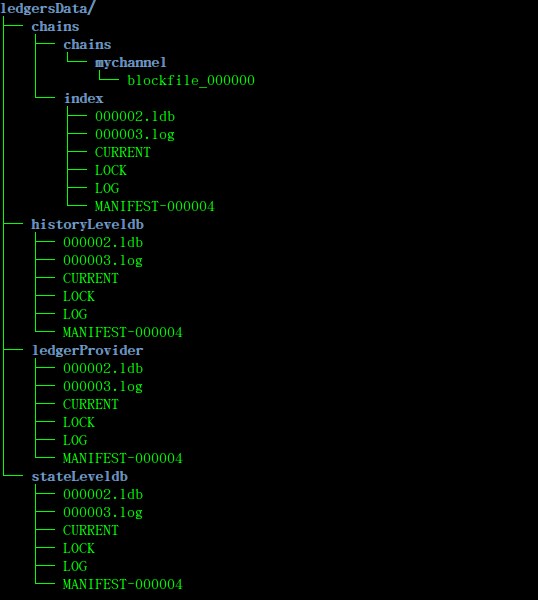 ledgersData/
├── chains
│   ├── chains
│   │   └── mychannel
│   │       └── blockfile_000000
│   └── index
│       ├── 000002.ldb
│       ├── 000003.log
│       ├── CURRENT
│       ├── LOCK
│       ├── LOG
│       └── MANIFEST-000004
├── historyLeveldb
│   ├── 000002.ldb
│   ├── 000003.log
│   ├── CURRENT
│   ├── LOCK
│   ├── LOG
│   └── MANIFEST-000004
├── ledgerProvider
│   ├── 000002.ldb
│   ├── 000003.log
│   ├── CURRENT
│   ├── LOCK
│   ├── LOG
│   └── MANIFEST-000004
└── stateLeveldb
    ├── 000002.ldb
    ├── 000003.log
    ├── CURRENT
    ├── LOCK
    ├── LOG
    └── MANIFEST-000004